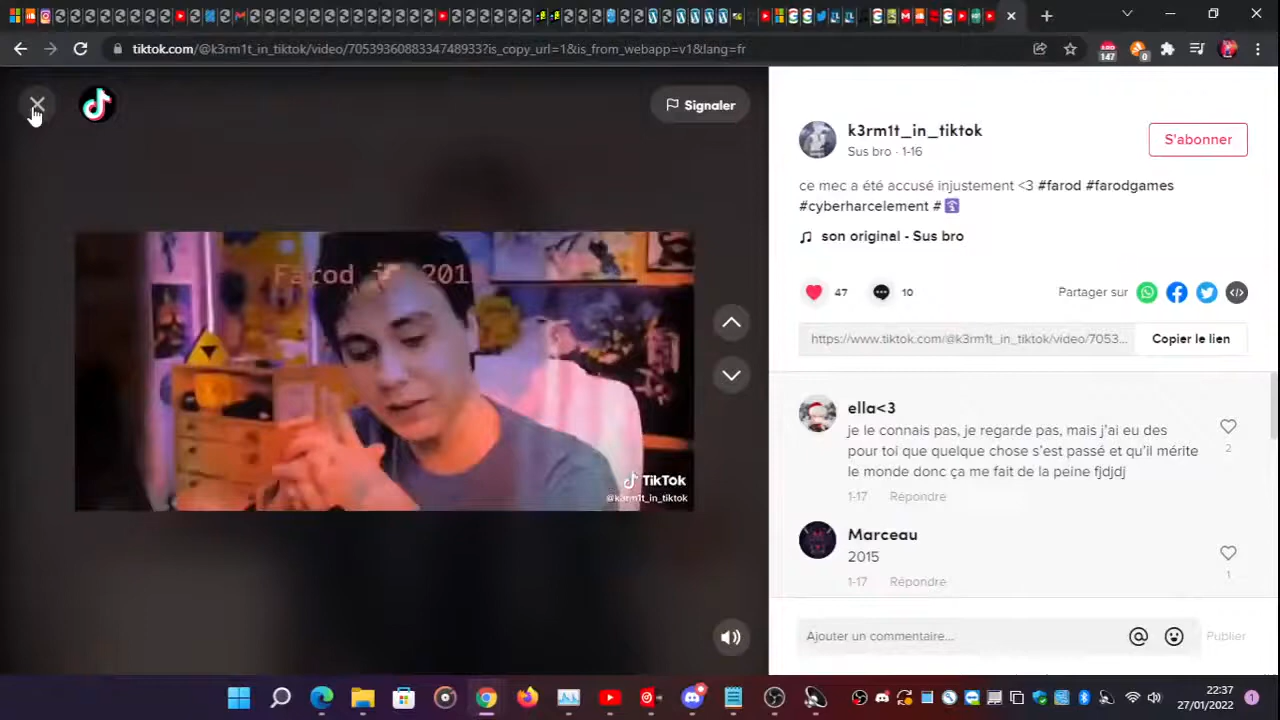 tiktok.com/@k3rm1t_in_tiktok/video/7053936088334748933?is_copy_url=1&is_from_webapp=v1&lang=fr
147
0
Signaler
k3rm1t_in_tiktok
Sus bro · 1-16
S'abonner
ce mec a été accusé injustement <3 #farod #farodgames
#cyberharcelement #
son original - Sus bro
Farod
201
47
10
Partager sur
https://www.tiktok.com/@k3rm1t_in_tiktok/video/7053...
Copier le lien
ella<3
je le connais pas, je regarde pas, mais j'ai eu des
pour toi que quelque chose s'est passé et qu'il mérite
le monde donc ça me fait de la peine fjdjdj
2
1-17 Répondre
TikTok
@k3rm1t_in_tiktok
Marceau
2015
1
1-17 Répondre
Ajouter un commentaire...
Publier
22:37
27/01/2022
1